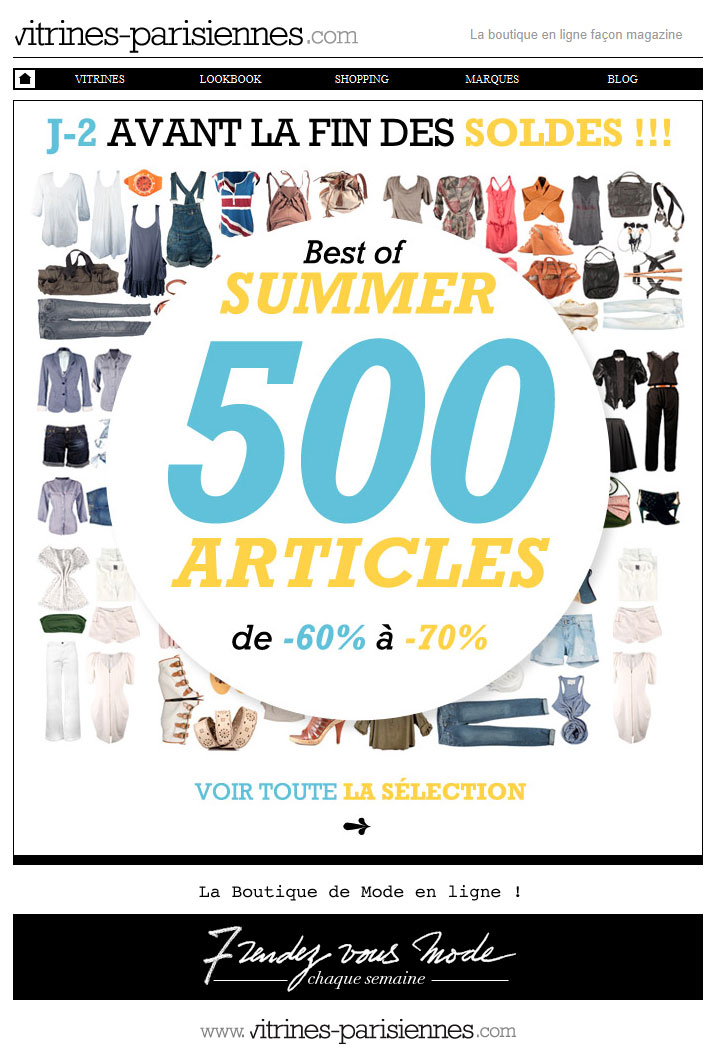 vitrines-parisiennes.com
La boutique en ligne façon magazine
VITRINES LOOKBOOK SHOPPING MARQUES BLOG
J-2 AVANT LA FIN DES SOLDES !!!
Best of
SUMMER
500
ARTICLES
de -60% à -70%
VOIR TOUTE LA SÉLECTION
La Boutique de Mode en ligne !
7 rendez vous Mode
chaque semaine
www.vitrines-parisiennes.com